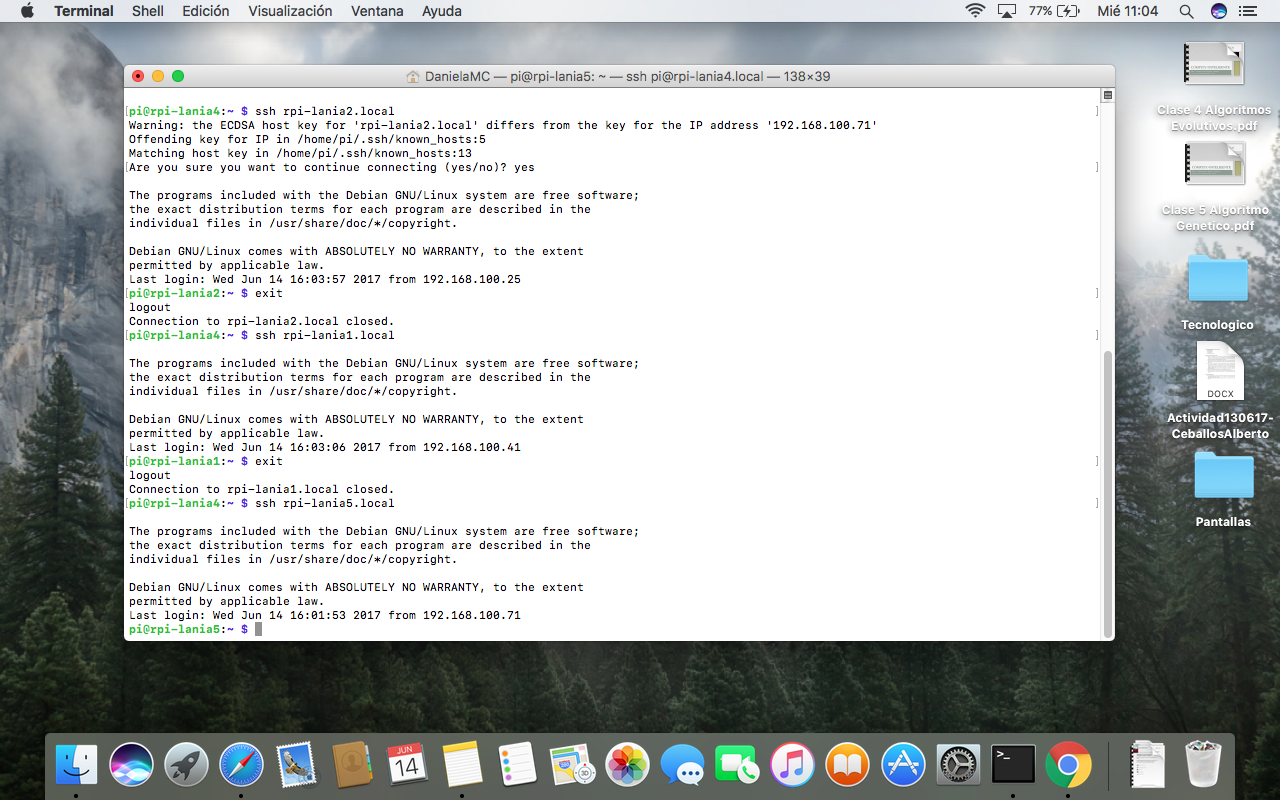 Terminal Shell Edición Visualización Ventana Ayuda 77% Mié 11:04
DanielaMC — pi@rpi-lania5: ~ — ssh pi@rpi-lania4.local — 138×39
[pi@rpi-lania4:~ $ ssh rpi-lania2.local ]
Warning: the ECDSA host key for 'rpi-lania2.local' differs from the key for the IP address '192.168.100.71'
Offending key for IP in /home/pi/.ssh/known_hosts:5
Matching host key in /home/pi/.ssh/known_hosts:13
[Are you sure you want to continue connecting (yes/no)? yes ]
The programs included with the Debian GNU/Linux system are free software;
the exact distribution terms for each program are described in the
individual files in /usr/share/doc/*/copyright.
Debian GNU/Linux comes with ABSOLUTELY NO WARRANTY, to the extent
permitted by applicable law.
Last login: Wed Jun 14 16:03:57 2017 from 192.168.100.25
[pi@rpi-lania2:~ $ exit ]
logout
Connection to rpi-lania2.local closed.
[pi@rpi-lania4:~ $ ssh rpi-lania1.local ]
The programs included with the Debian GNU/Linux system are free software;
the exact distribution terms for each program are described in the
individual files in /usr/share/doc/*/copyright.
Debian GNU/Linux comes with ABSOLUTELY NO WARRANTY, to the extent
permitted by applicable law.
Last login: Wed Jun 14 16:03:06 2017 from 192.168.100.41
[pi@rpi-lania1:~ $ exit ]
logout
Connection to rpi-lania1.local closed.
[pi@rpi-lania4:~ $ ssh rpi-lania5.local ]
The programs included with the Debian GNU/Linux system are free software;
the exact distribution terms for each program are described in the
individual files in /usr/share/doc/*/copyright.
Debian GNU/Linux comes with ABSOLUTELY NO WARRANTY, to the extent
permitted by applicable law.
Last login: Wed Jun 14 16:01:53 2017 from 192.168.100.71
pi@rpi-lania5:~ $
Clase 4 Algoritmos
Evolutivos.pdf
Clase 5 Algoritmo
Genetico.pdf
Tecnologico
DOCX
Actividad130617-
CeballosAlberto
Pantallas
JUN
14
3D
>_